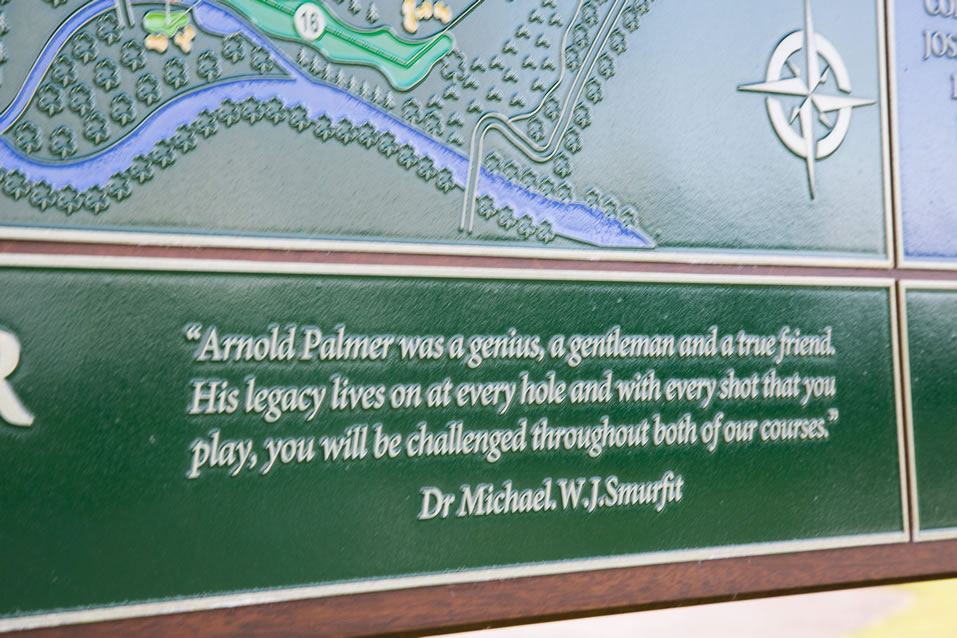 16
“Arnold Palmer was a genius, a gentleman and a true friend.
His legacy lives on at every hole and with every shot that you
play, you will be challenged throughout both of our courses.”
Dr Michael.W.J.Smurfit